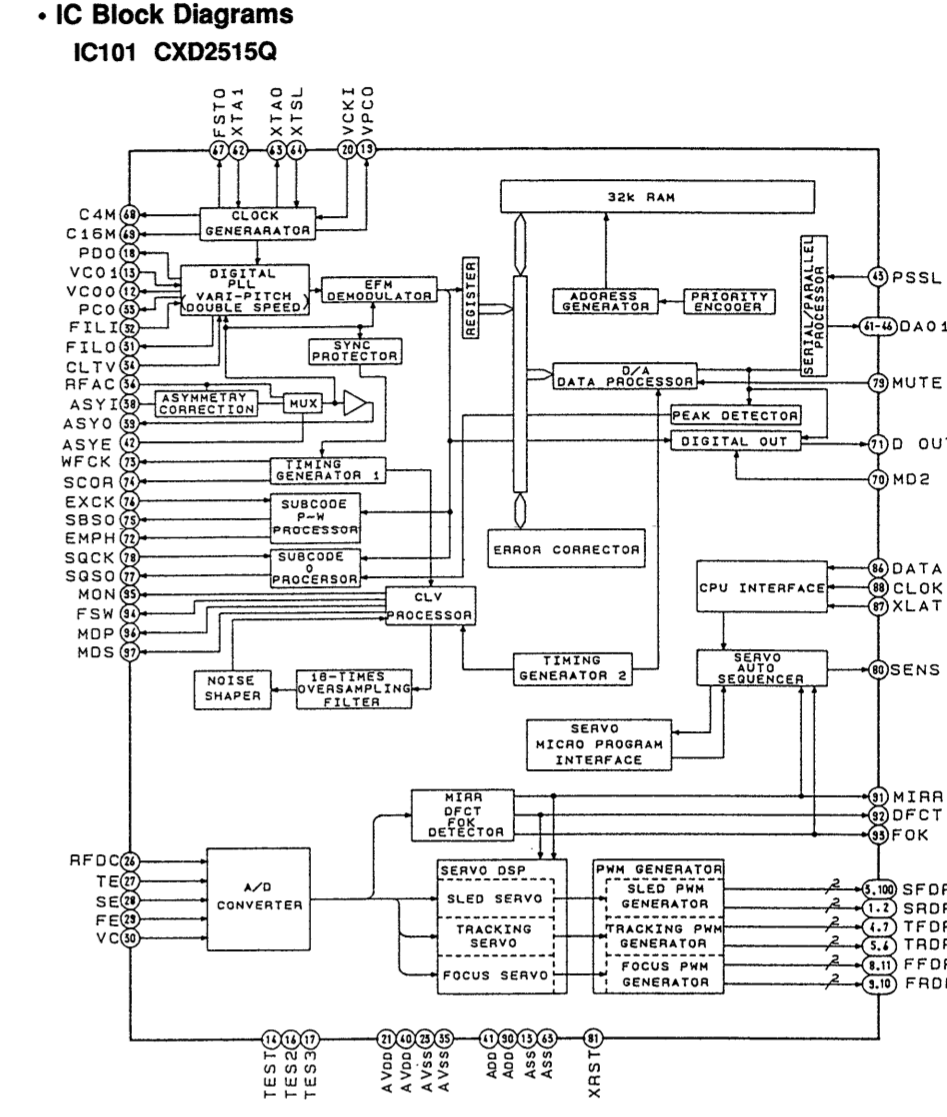 • IC Block Diagrams
IC101 CXD2515Q
FSTO
XTA1
XTAO
XTSL
VCKI
VPCO
67
62
63
64
20
19
C4M 68
C16M 69
PDO 18
VCO1 13
VCOO 12
PCO 33
FILI 32
FILO 31
CLTV 34
RFAC 36
ASYI 38
ASYO 39
ASYE 42
WFCK 73
SCOR 74
EXCK 76
SBSO 75
EMPH 72
SQCK 78
SQSO 77
MON 95
FSW 94
MDP 96
MDS 97
CLOCK
GENERARATOR
DIGITAL
PLL
VARI-PITCH
(DOUBLE SPEED)
EFM
DEMODULATOR
REGISTER
SYNC
PROTECTOR
ASYMMETRY
CORRECTION
MUX
TIMING
GENERATOR 1
SUBCODE
P-W
PROCESSOR
SUBCODE
Q
PROCERSOR
CLV
PROCESSOR
NOISE
SHAPER
18-TIMES
OVERSAMPLING
FILTER
32k RAM
ADDRESS
GENERATOR
PRIORITY
ENCODER
SERIAL/PARALLEL
PROCESSOR
D/A
DATA PROCESSOR
PEAK DETECTOR
DIGITAL OUT
ERROR CORRECTOR
CPU INTERFACE
TIMING
GENERATOR 2
SERVO
AUTO
SEQUENCER
SERVO
MICRO PROGRAM
INTERFACE
45 PSSL
61-46 DA01
79 MUTE
71 D OUT
70 MD2
86 DATA
88 CLOK
87 XLAT
80 SENS
91 MIRR
92 DFCT
93 FOK
MIRR
DFCT
FOK
DETECTOR
RFDC 26
TE 27
SE 28
FE 29
VC 30
A/D
CONVERTER
SERVO DSP
SLED SERVO
TRACKING
SERVO
FOCUS SERVO
PWM GENERATOR
SLED PWM
GENERATOR
TRACKING PWM
GENERATOR
FOCUS PWM
GENERATOR
2 3.100 SFDR
1.2 SRDR
2 4.7 TFDR
2 5.6 TRDR
2 8.11 FFDR
2 9.10 FRDR
14
16
17
21
40
25
35
41
90
15
65
81
TEST
TES2
TES3
AVDD
AVDD
AVSS
AVSS
ADD
ADD
ASS
ASS
XRST